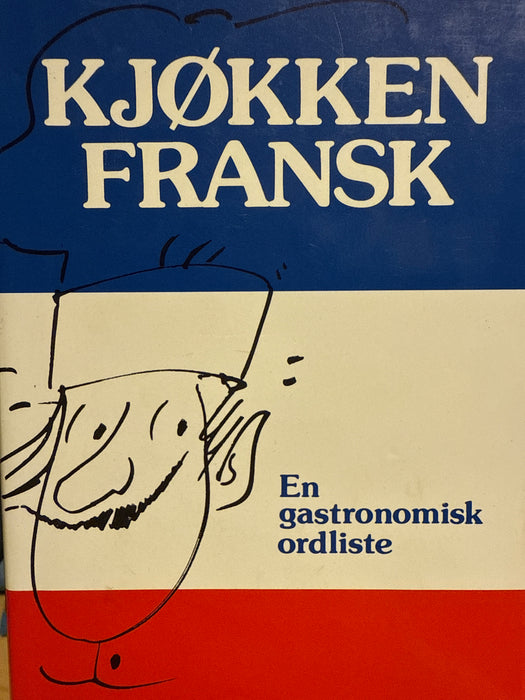 KJØKKEN
FRANSK
En
gastronomisk
ordliste